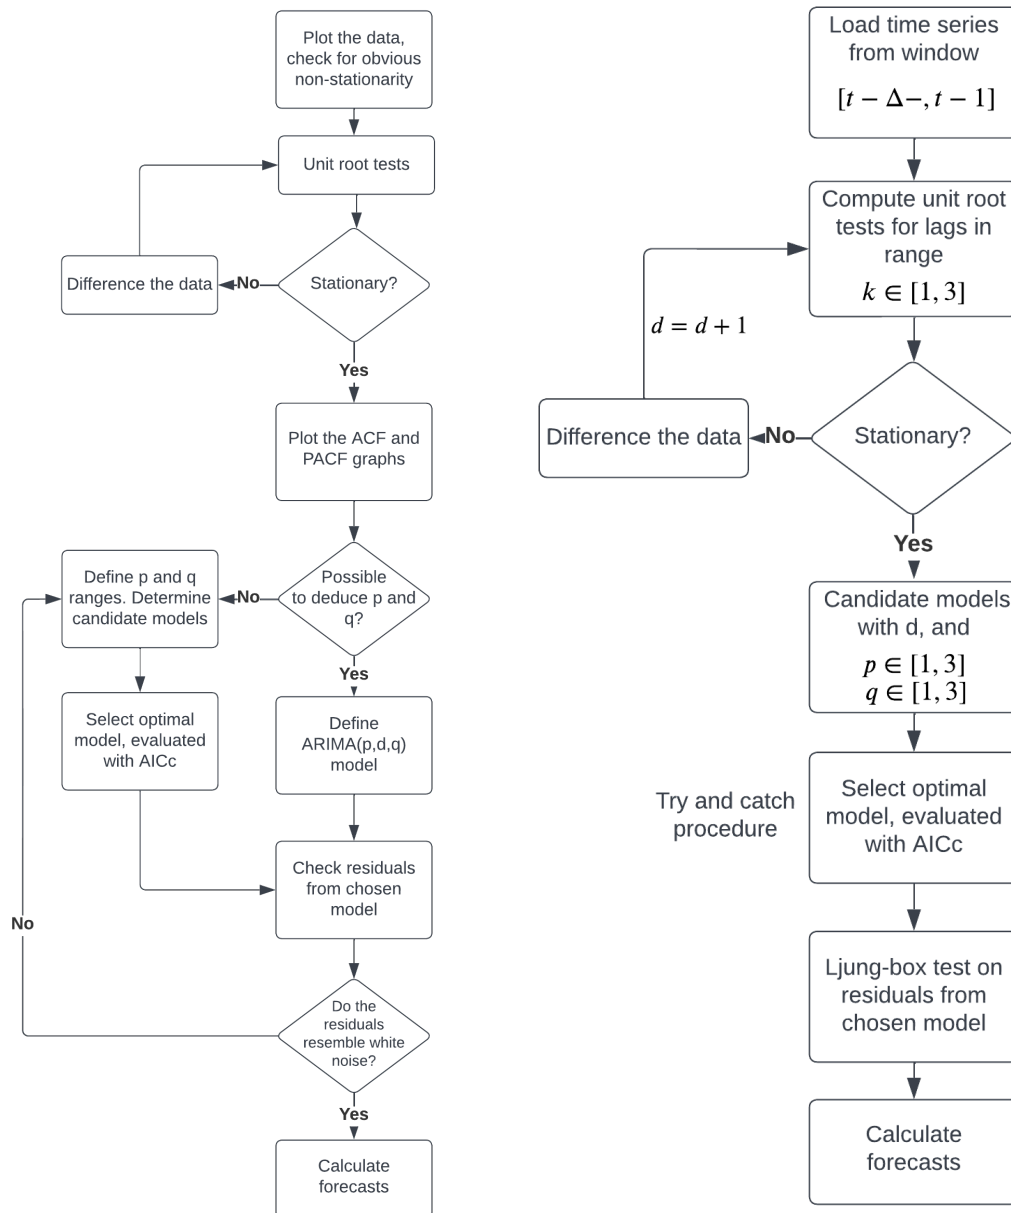 Plot the data,
check for obvious
non-stationarity
Unit root tests
Difference the data
No
Stationary?
Yes
Plot the ACF and
PACF graphs
Define p and q
ranges. Determine
candidate models
No
Possible
to deduce p and
q?
Yes
Select optimal
model, evaluated
with AICc
Define
ARIMA(p,d,q)
model
Check residuals
from chosen
model
No
Do the
residuals
resemble white
noise?
Yes
Calculate
forecasts
Load time series
from window
[t − Δ−, t − 1]
Compute unit root
tests for lags in
range
k ∈ [1, 3]
d = d + 1
Difference the data
No
Stationary?
Yes
Candidate models
with d, and
p ∈ [1, 3]
q ∈ [1, 3]
Try and catch
procedure
Select optimal
model, evaluated
with AICc
Ljung-box test on
residuals from
chosen model
Calculate
forecasts